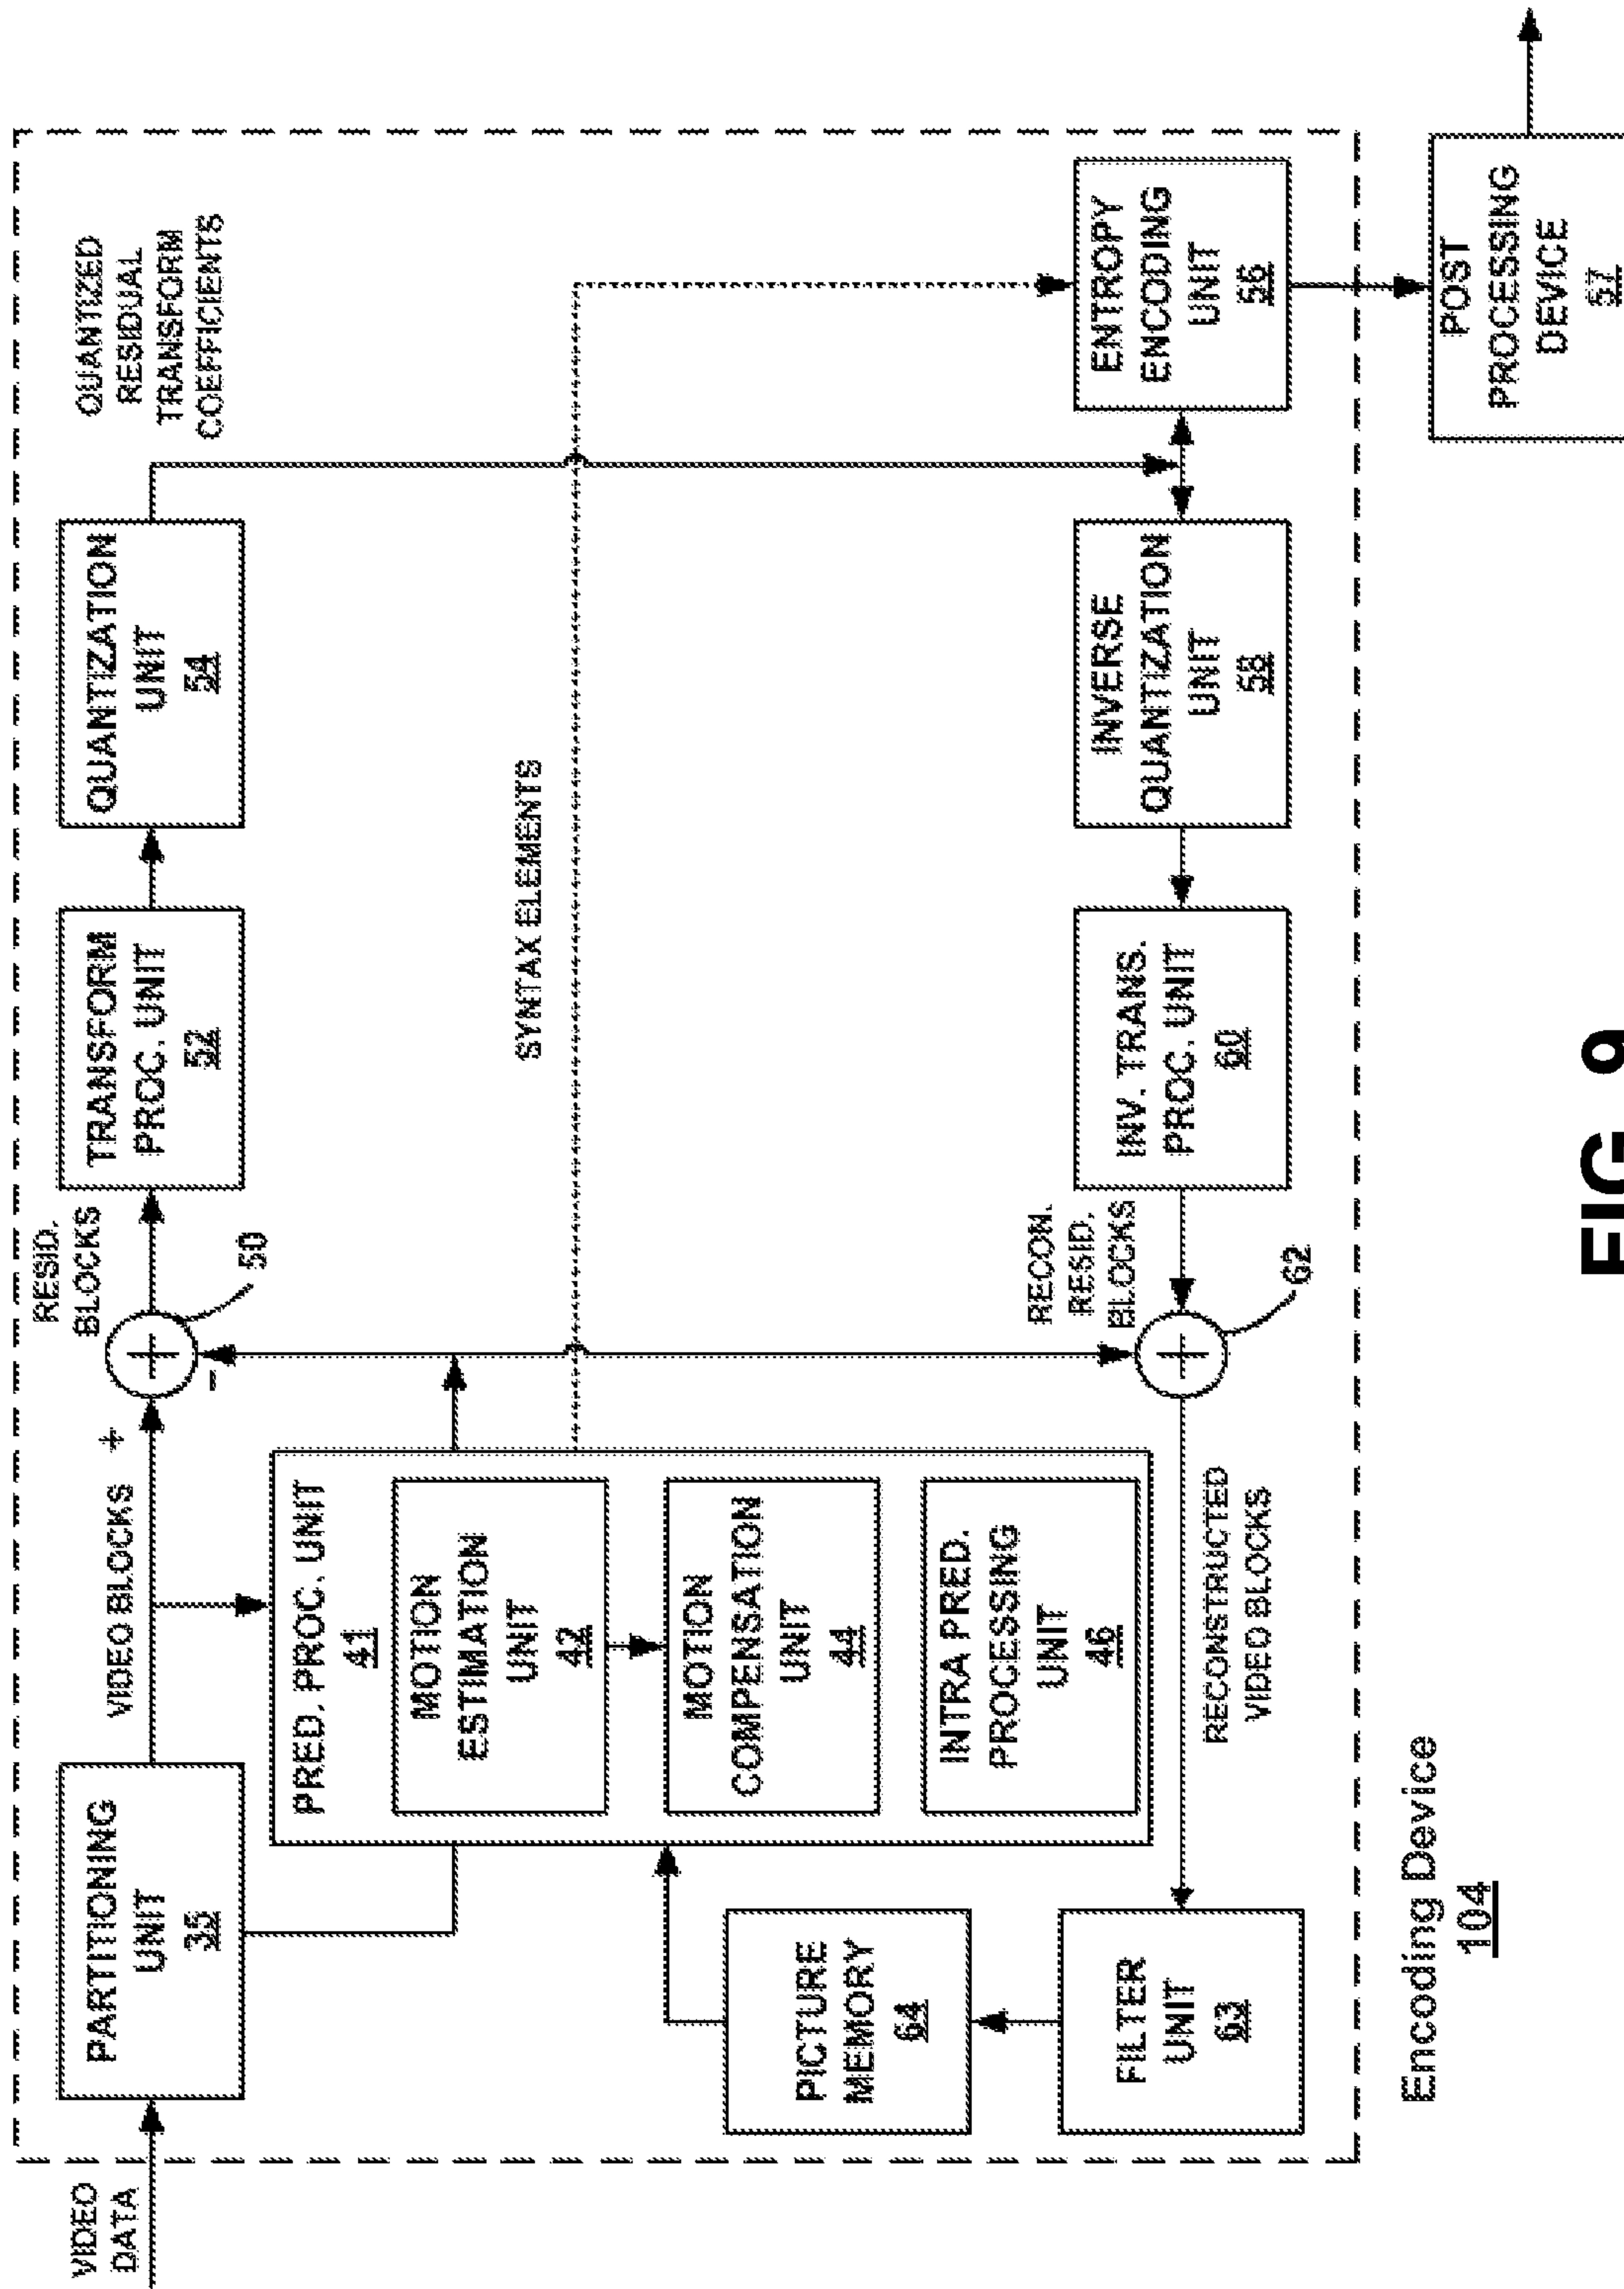 VIDEO
DATA
PARTITIONING
UNIT
35
VIDEO BLOCKS
+
-
50
RESID.
BLOCKS
TRANSFORM
PROC. UNIT
52
QUANTIZATION
UNIT
54
QUANTIZED
RESIDUAL
TRANSFORM
COEFFICIENTS
PRED. PROC. UNIT
41
MOTION
ESTIMATION
UNIT
42
MOTION
COMPENSATION
UNIT
44
INTRA PRED.
PROCESSING
UNIT
46
SYNTAX ELEMENTS
PICTURE
MEMORY
64
FILTER
UNIT
63
RECONSTRUCTED
VIDEO BLOCKS
62
RECON.
RESID.
BLOCKS
INV. TRANS.
PROC. UNIT
60
INVERSE
QUANTIZATION
UNIT
58
ENTROPY
ENCODING
UNIT
56
POST
PROCESSING
DEVICE
57
Encoding Device
104
FIG. 9